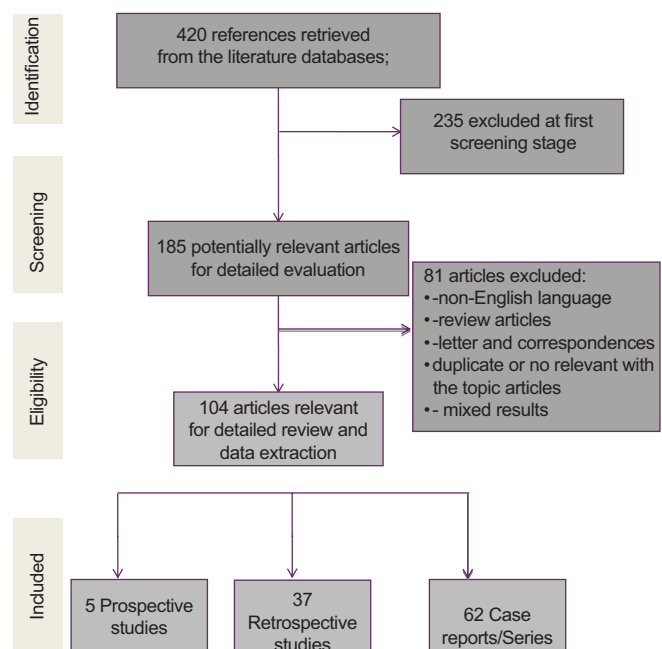 Identification
420 references retrieved
from the literature databases;
235 excluded at first
screening stage
Screening
185 potentially relevant articles
for detailed evaluation
81 articles excluded:
•-non-English language
•-review articles
•-letter and correspondences
•duplicate or no relevant with
the topic articles
•- mixed results
Eligibility
104 articles relevant
for detailed review and
data extraction
Included
5 Prospective
studies
37
Retrospective
studies
62 Case
reports/Series